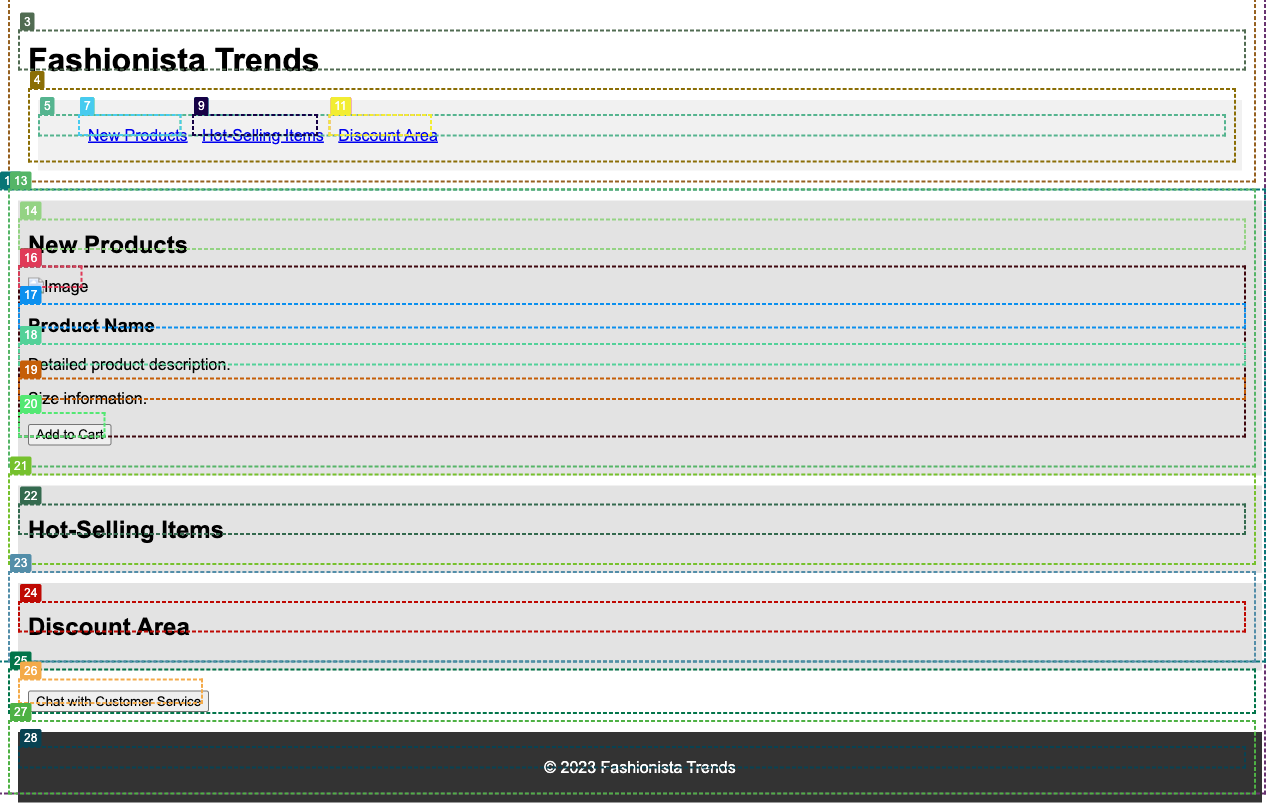 3
Fashionista Trends
4
5 7 9 11
New Products Hot-Selling Items Discount Area
13
14
New Products
16
Image
17
Product Name
18
Detailed product description.
19
Size information.
20
Add to Cart
21
22
Hot-Selling Items
23
24
Discount Area
25
26
Chat with Customer Service
27
28
© 2023 Fashionista Trends